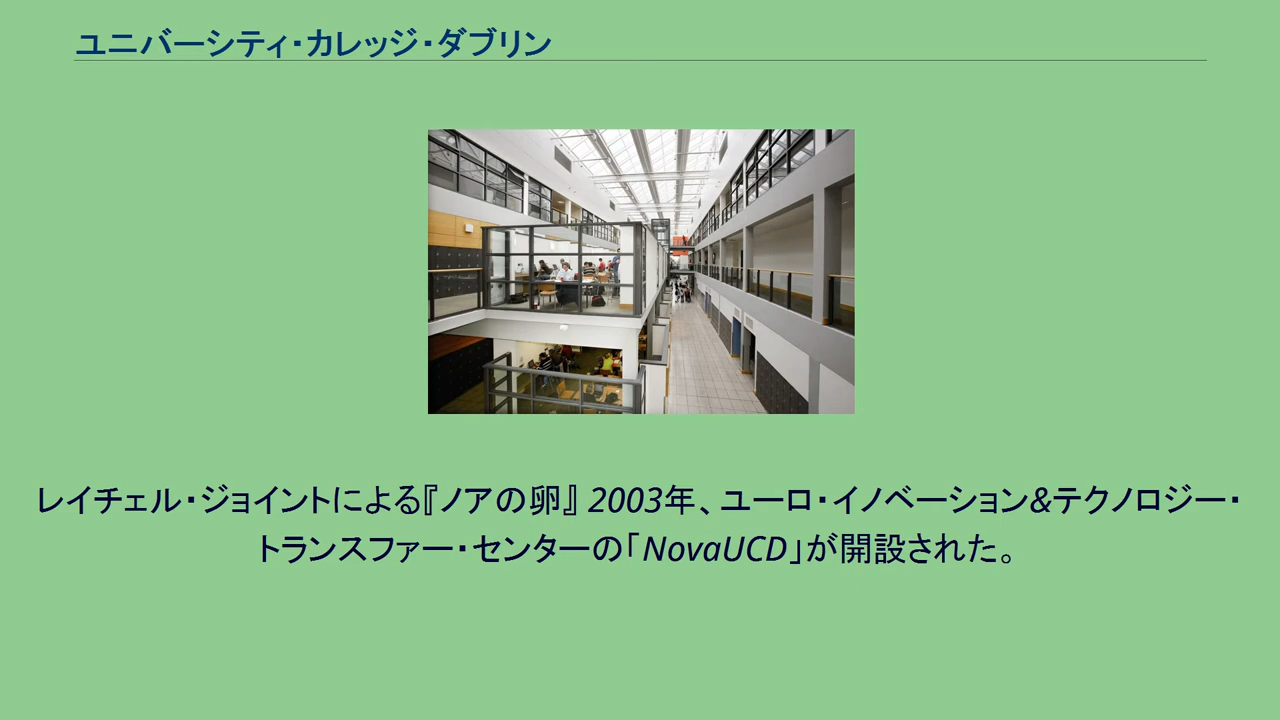 ユニバーシティ・カレッジ・ダブリン
レイチェル・ジョイントによる『ノアの卵』 2003年、ユーロ・イノベーション&テクノロジー・
トランスファー・センターの「NovaUCD」が開設された。